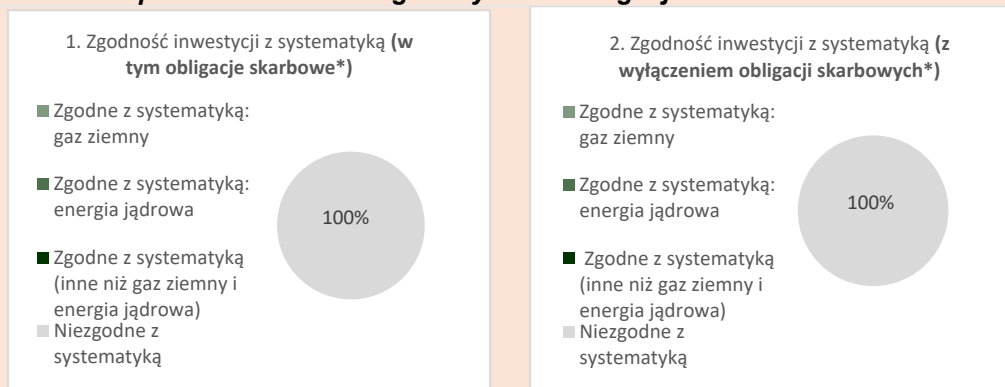 1. Zgodność inwestycji z systematyką (w
tym obligacje skarbowe*)
Zgodne z systematyką:
gaz ziemny
Zgodne z systematyką:
energia jądrowa
Zgodne z systematyką
(inne niż gaz ziemny i
energia jądrowa)
Niezgodne z
systematyką
100%
2. Zgodność inwestycji z systematyką (z
wyłączeniem obligacji skarbowych*)
Zgodne z systematyką:
gaz ziemny
Zgodne z systematyką:
energia jądrowa
Zgodne z systematyką
(inne niż gaz ziemny i
energia jądrowa)
Niezgodne z
systematyką
100%